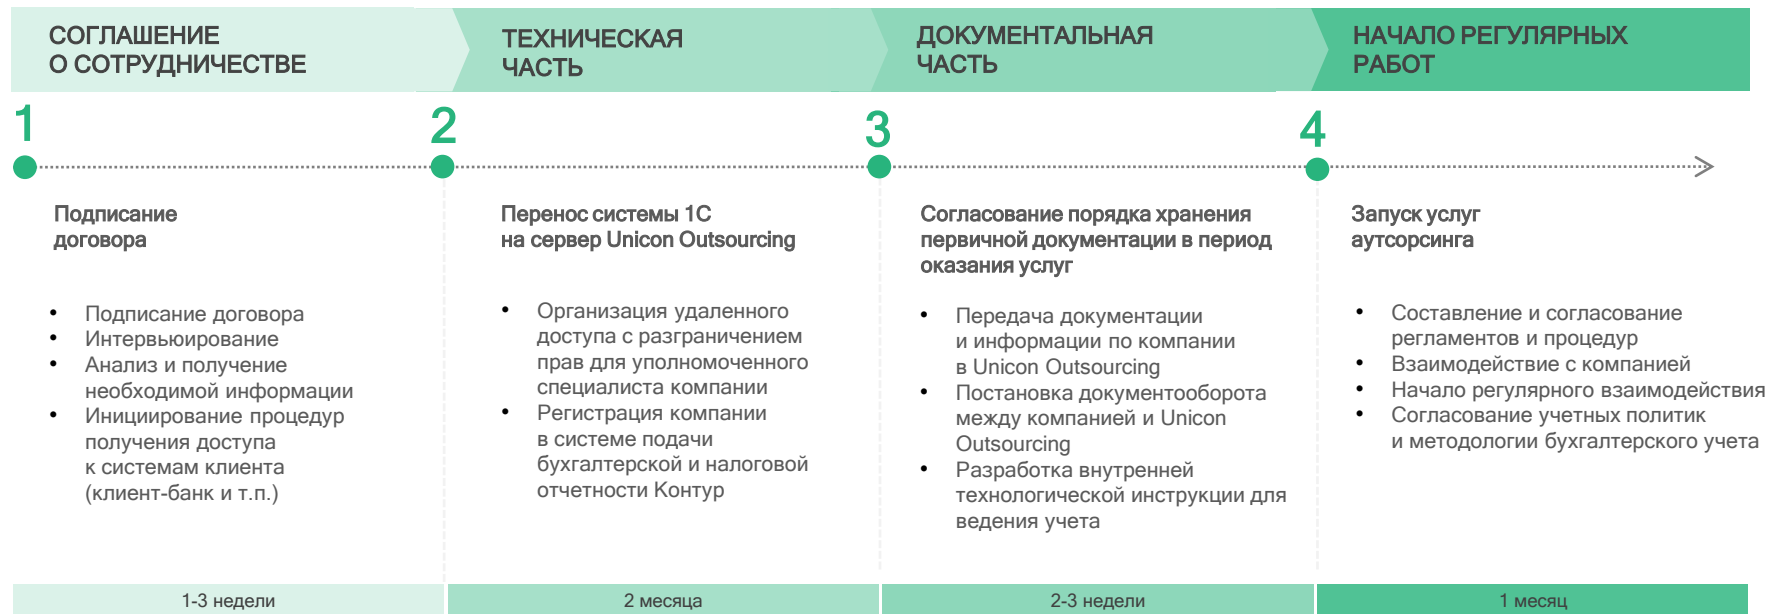 СОГЛАШЕНИЕ
О СОТРУДНИЧЕСТВЕ
ТЕХНИЧЕСКАЯ
ЧАСТЬ
ДОКУМЕНТАЛЬНАЯ
ЧАСТЬ
НАЧАЛО РЕГУЛЯРНЫХ
РАБОТ
1
2
3
4
Подписание
договора
• Подписание договора
• Интервьюирование
• Анализ и получение
необходимой информации
• Инициирование процедур
получения доступа
к системам клиента
(клиент-банк и т.п.)
Перенос системы 1С
на сервер Unicon Outsourcing
• Организация удаленного
доступа с разграничением
прав для уполномоченного
специалиста компании
• Регистрация компании
в системе подачи
бухгалтерской и налоговой
отчетности Контур
Согласование порядка хранения
первичной документации в период
оказания услуг
• Передача документации
и информации по компании
в Unicon Outsourcing
• Постановка документооборота
между компанией и Unicon
Outsourcing
• Разработка внутренней
технологической инструкции для
ведения учета
Запуск услуг
аутсорсинга
• Составление и согласование
регламентов и процедур
• Взаимодействие с компанией
• Начало регулярного взаимодействия
• Согласование учетных политик
и методологии бухгалтерского учета
1-3 недели
2 месяца
2-3 недели
1 месяц